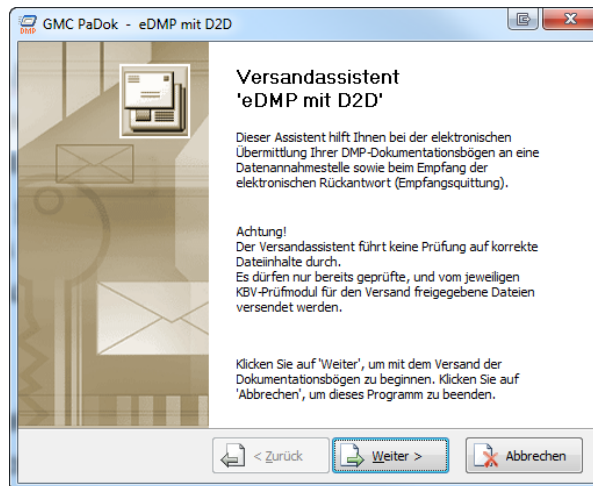 GMC PaDok - eDMP mit D2D
DMP
Versandassistent
'eDMP mit D2D'
Dieser Assistent hilft Ihnen bei der elektronischen
Übermittlung Ihrer DMP-Dokumentationsbögen an eine
Datenannahmestelle sowie beim Empfang der
elektronischen Rückantwort (Empfangsquittung).
Achtung!
Der Versandassistent führt keine Prüfung auf korrekte
Dateiinhalte durch.
Es dürfen nur bereits geprüfte, und vom jeweiligen
KBV-Prüfmodul für den Versand freigegebene Dateien
versendet werden.
Klicken Sie auf 'Weiter', um mit dem Versand der
Dokumentationsbögen zu beginnen. Klicken Sie auf
'Abbrechen', um dieses Programm zu beenden.
< Zurück
Weiter >
Abbrechen